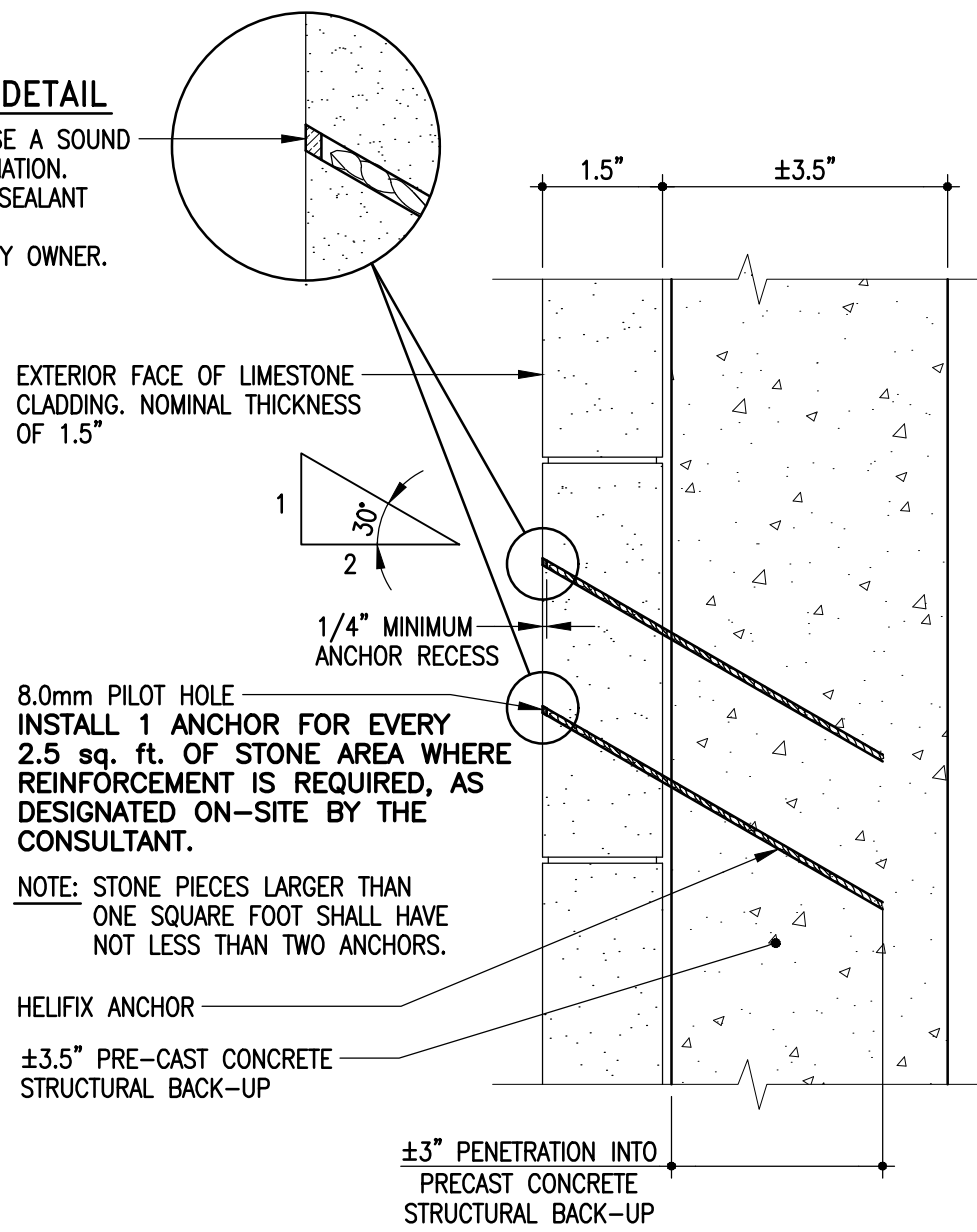 DETAIL
SE A SOUND
NATION.
SEALANT
Y OWNER.
1.5"
±3.5"
EXTERIOR FACE OF LIMESTONE
CLADDING. NOMINAL THICKNESS
OF 1.5"
1
30°
2
1/4" MINIMUM
ANCHOR RECESS
8.0mm PILOT HOLE
INSTALL 1 ANCHOR FOR EVERY
2.5 sq. ft. OF STONE AREA WHERE
REINFORCEMENT IS REQUIRED, AS
DESIGNATED ON-SITE BY THE
CONSULTANT.
NOTE: STONE PIECES LARGER THAN
ONE SQUARE FOOT SHALL HAVE
NOT LESS THAN TWO ANCHORS.
HELIFIX ANCHOR
±3.5" PRE-CAST CONCRETE
STRUCTURAL BACK-UP
±3" PENETRATION INTO
PRECAST CONCRETE
STRUCTURAL BACK-UP